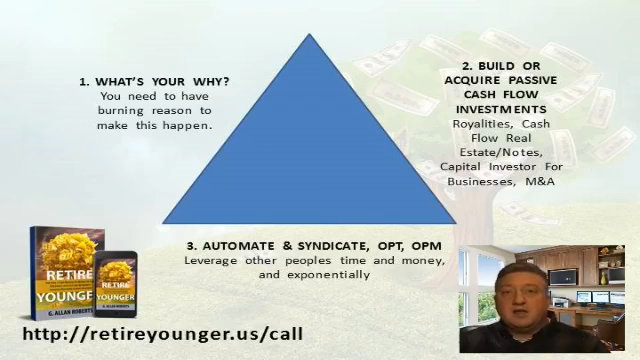 1. WHAT'S YOUR WHY?
You need to have
burning reason to
make this happen.
2. BUILD OR
ACQUIRE PASSIVE
CASH FLOW
INVESTMENTS
Royalities, Cash
Flow Real
Estate/Notes,
Capital Investor For
Businesses, M&A
3. AUTOMATE & SYNDICATE, OPT, OPM
Leverage other peoples time and money,
and exponentially
RETIRE
YOUNGER
G. ALLAN ROBERTS
RETIRE
YOUNGER
http://retireyounger.us/call